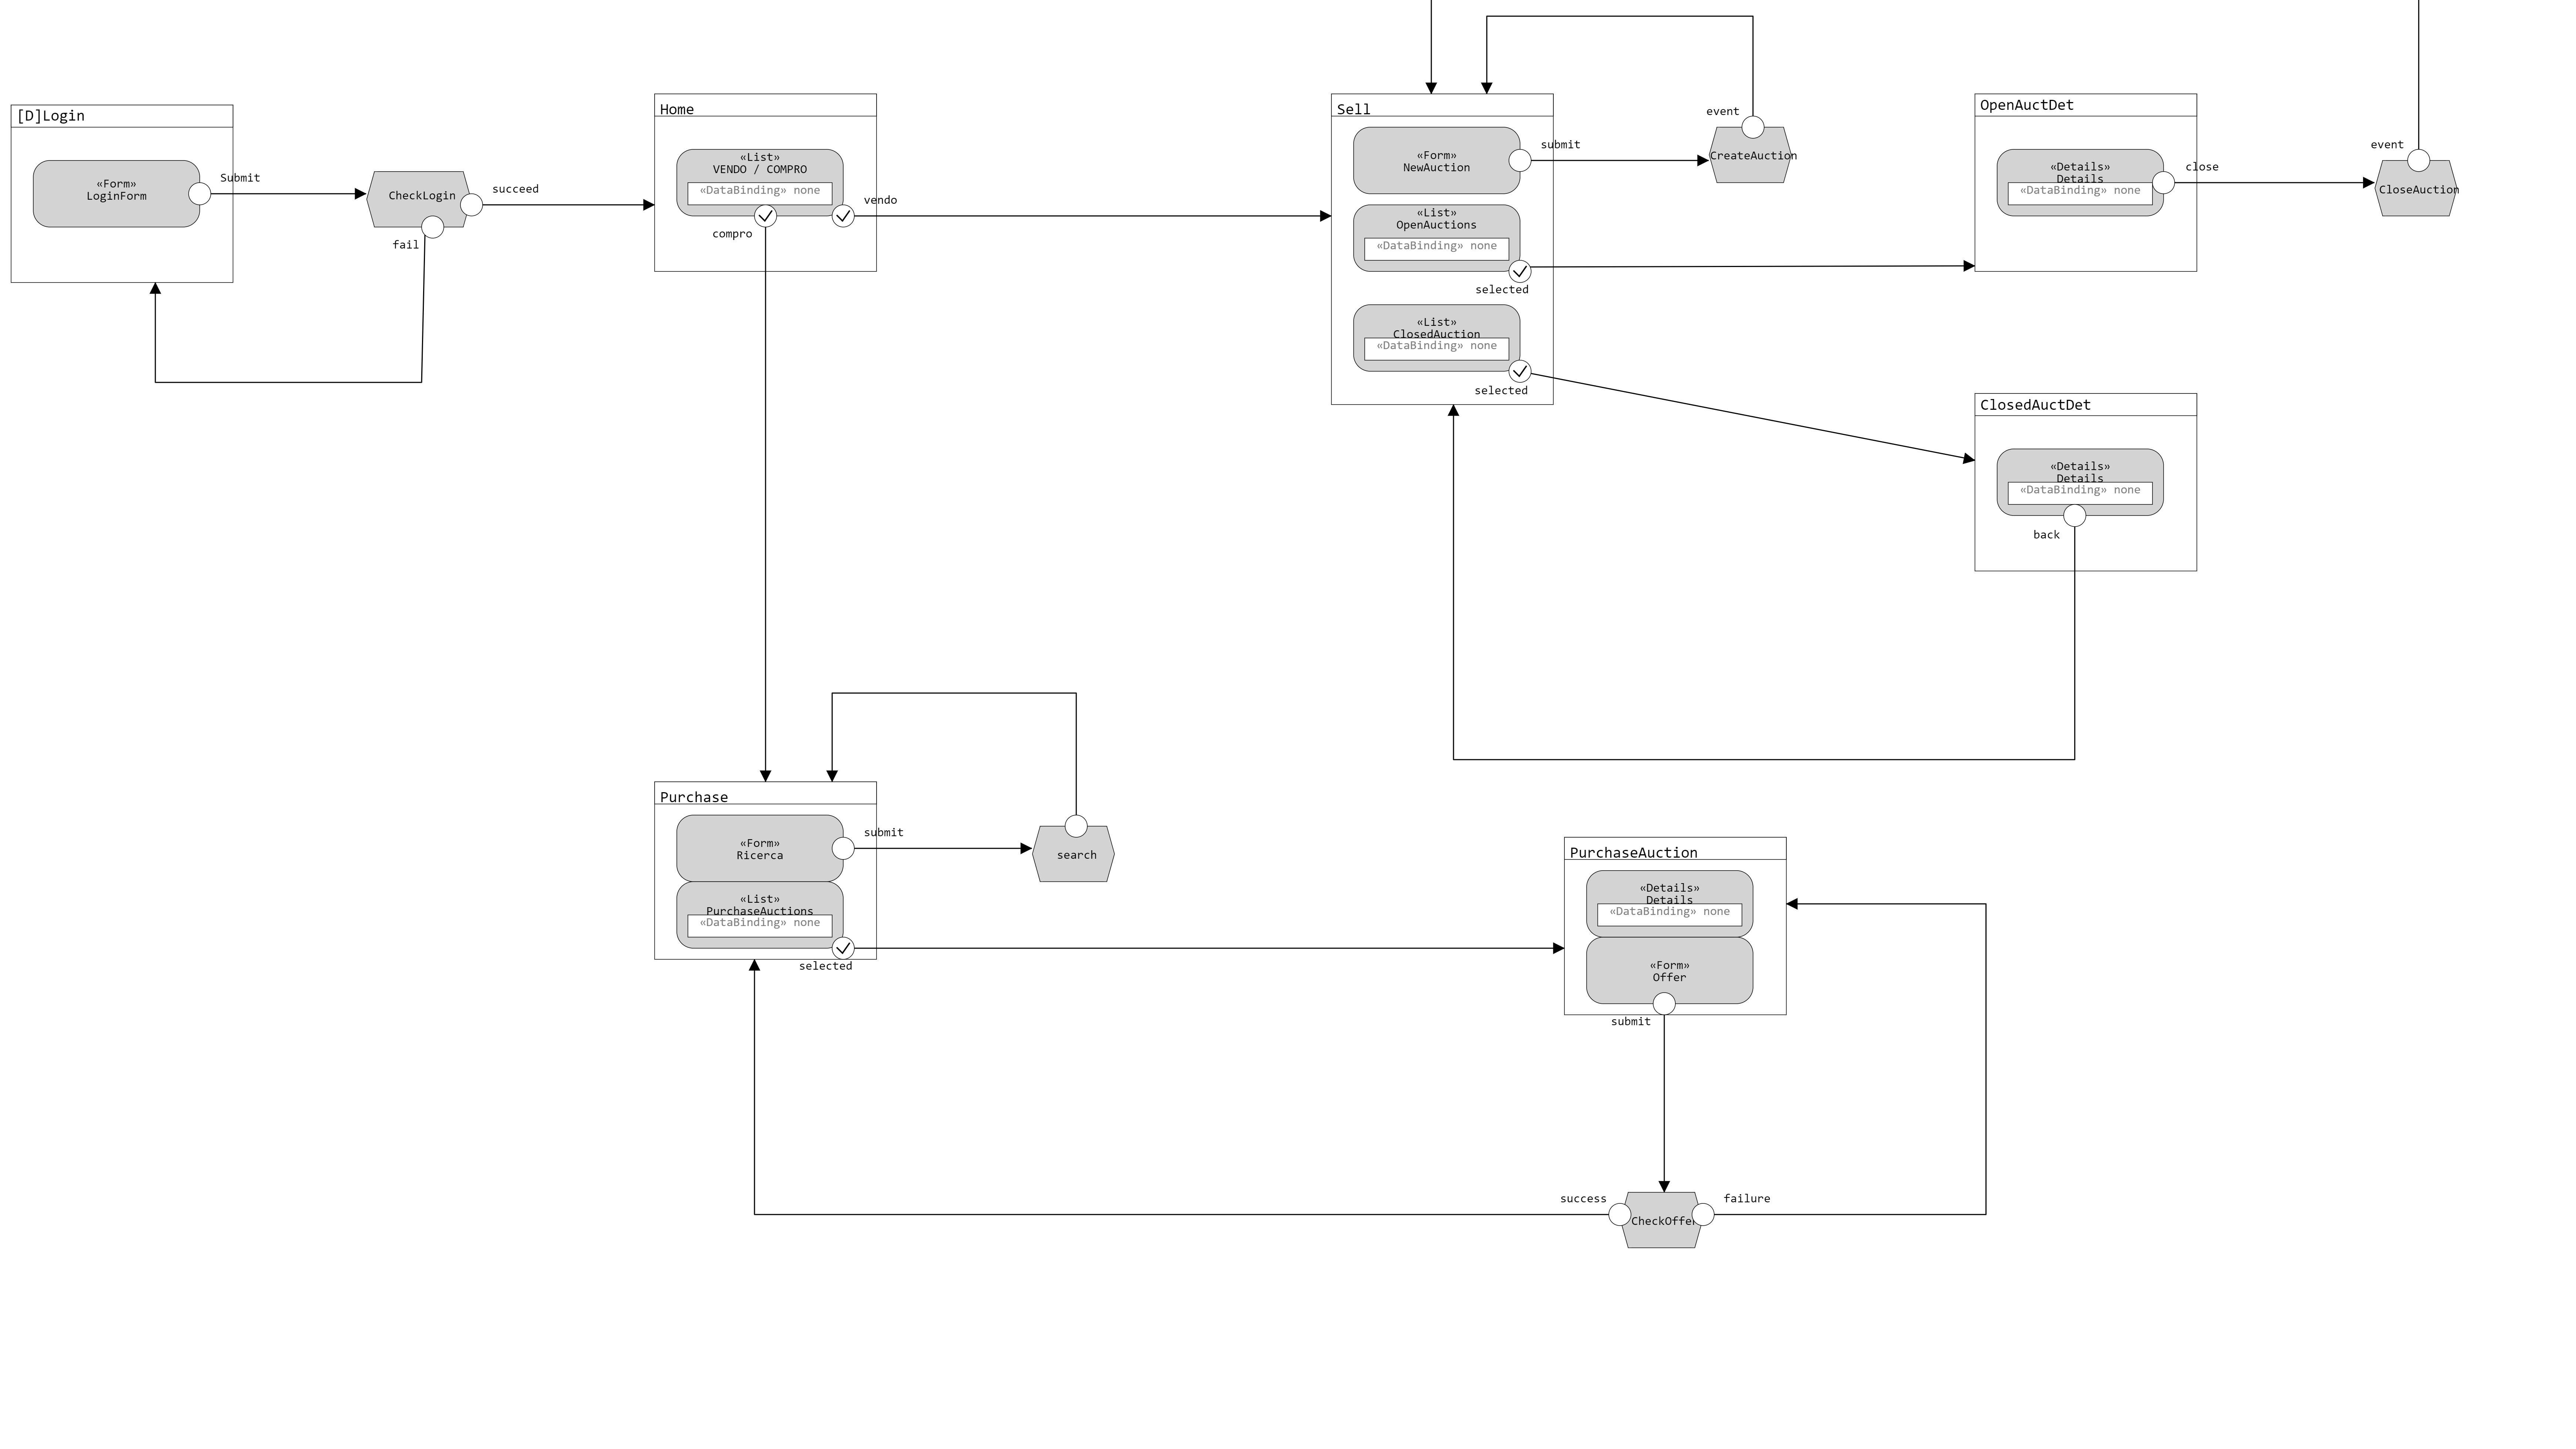 [D]Login
«Form»
LoginForm
Submit
CheckLogin
succeed
fail
Home
«List»
VENDO / COMPRO
«DataBinding» none
vendo
compro
Sell
«Form»
NewAuction
submit
event
CreateAuction
«List»
OpenAuctions
«DataBinding» none
selected
«List»
ClosedAuction
«DataBinding» none
selected
OpenAuctDet
«Details»
Details
«DataBinding» none
close
event
CloseAuction
ClosedAuctDet
«Details»
Details
«DataBinding» none
back
Purchase
«Form»
Ricerca
submit
search
«List»
PurchaseAuctions
«DataBinding» none
selected
PurchaseAuction
«Details»
Details
«DataBinding» none
«Form»
Offer
submit
success
CheckOffer
failure